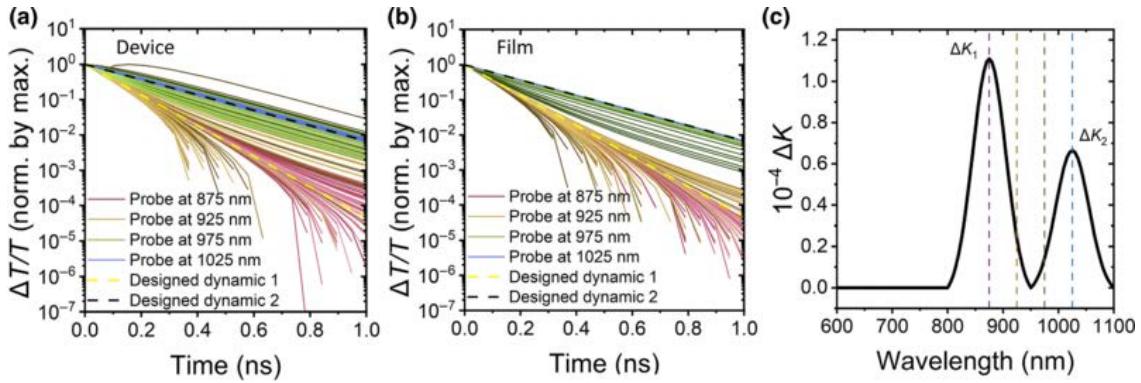 (a)
Device
ΔT/T (norm. by max.)
10¹
10⁰
10⁻¹
10⁻²
10⁻³
10⁻⁴
10⁻⁵
10⁻⁶
10⁻⁷
Probe at 875 nm
Probe at 925 nm
Probe at 975 nm
Probe at 1025 nm
Designed dynamic 1
Designed dynamic 2
0.0 0.2 0.4 0.6 0.8 1.0
Time (ns)
(b)
Film
ΔT/T (norm. by max.)
10¹
10⁰
10⁻¹
10⁻²
10⁻³
10⁻⁴
10⁻⁵
10⁻⁶
10⁻⁷
Probe at 875 nm
Probe at 925 nm
Probe at 975 nm
Probe at 1025 nm
Designed dynamic 1
Designed dynamic 2
0.0 0.2 0.4 0.6 0.8 1.0
Time (ns)
(c)
10⁻⁴ ΔK
1.2
1.0
0.8
0.6
0.4
0.2
0.0
ΔK₁
ΔK₂
600 700 800 900 1000 1100
Wavelength (nm)